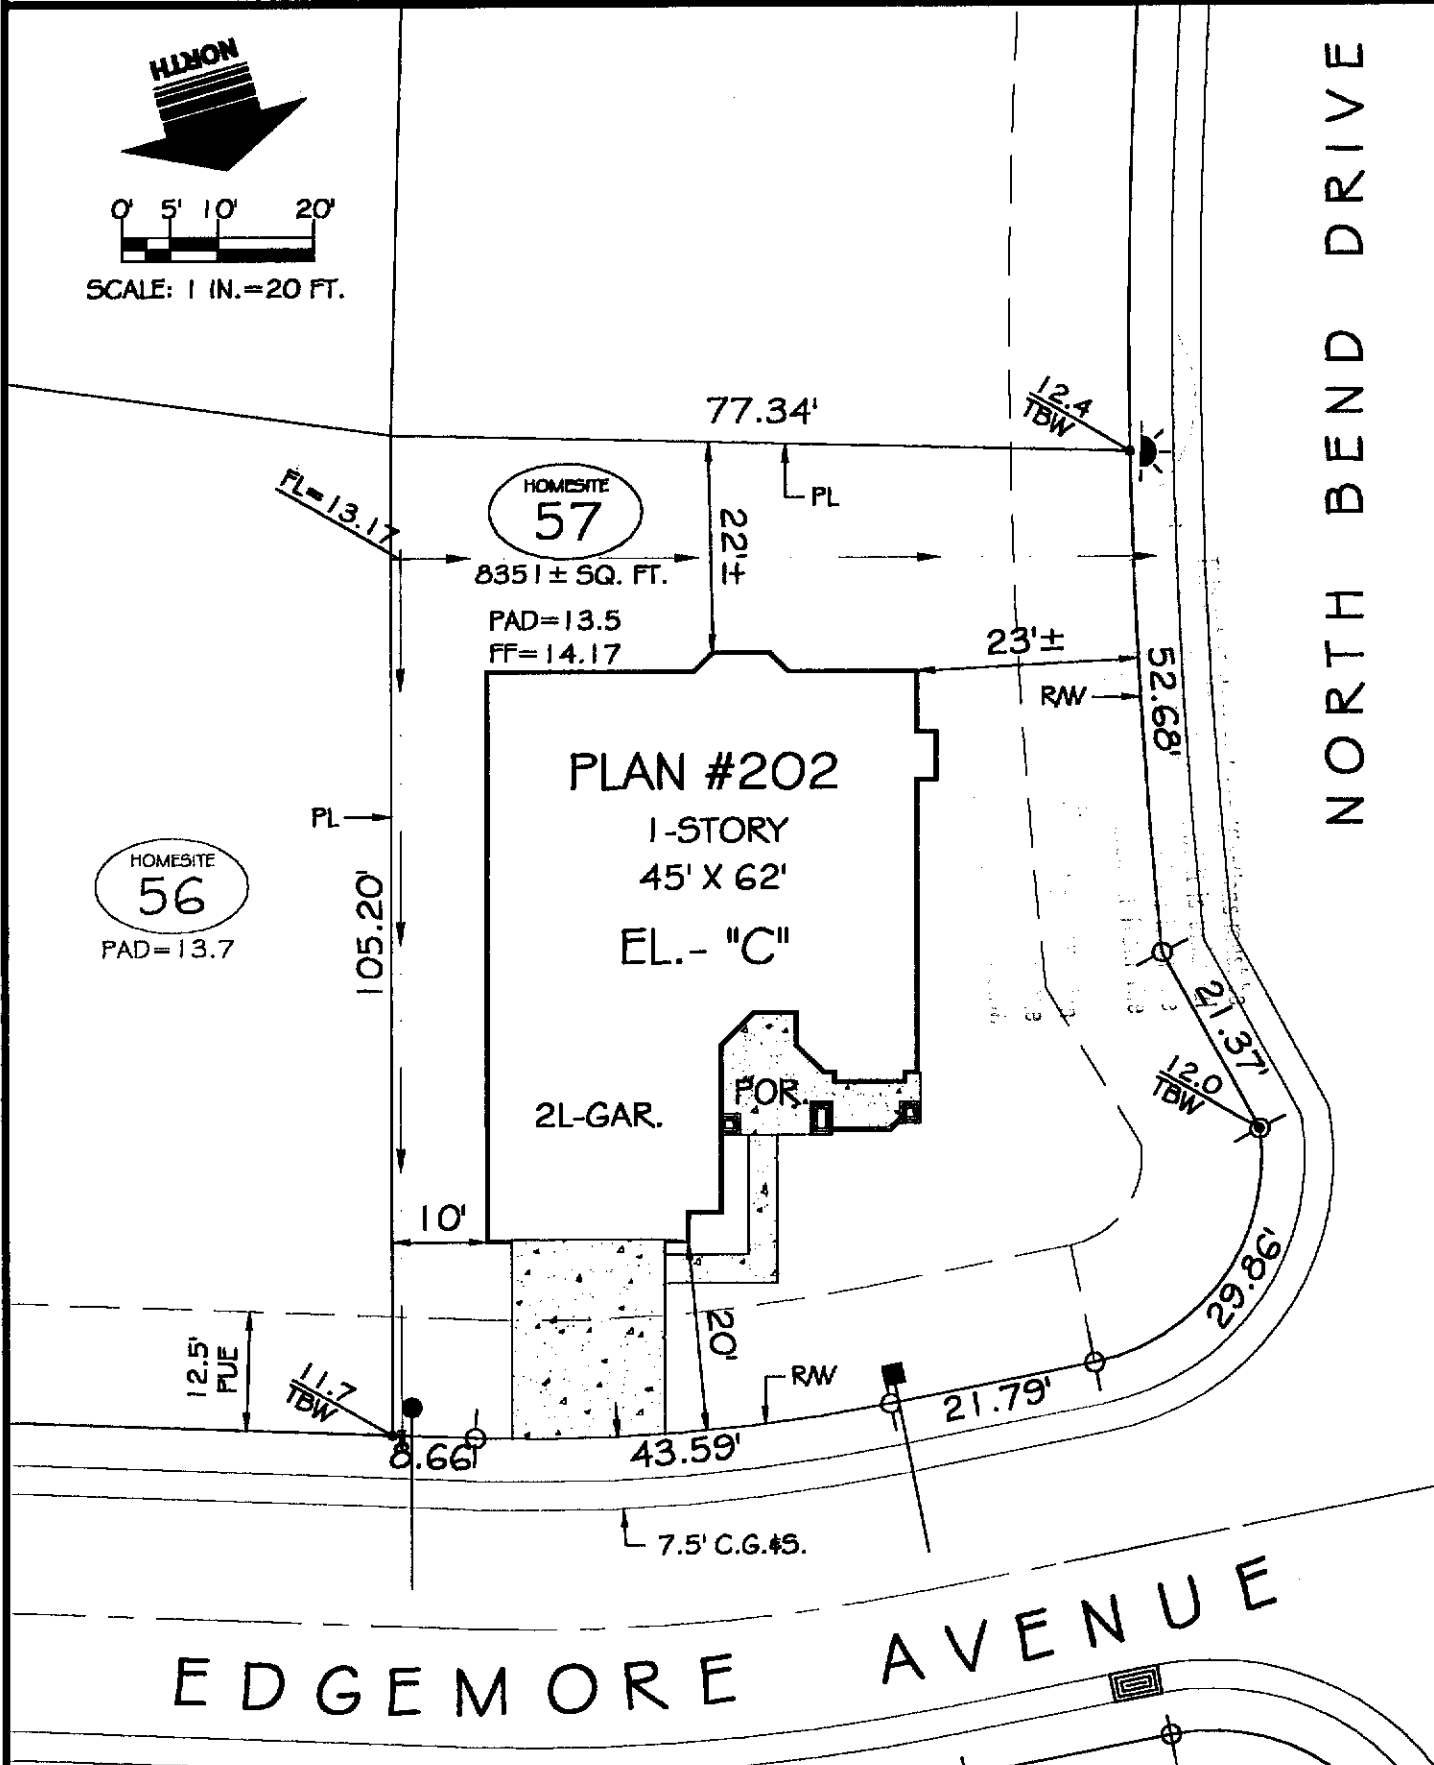 NORTH
0' 5' 10' 20'
SCALE: 1 IN.=20 FT.
NORTH BEND DRIVE
77.34'
12.4
TBW
FL=13.17
HOMESITE
57
8351± SQ. FT.
PAD=13.5
FF=14.17
22'±
PL
23'±
R/W
52.68'
PLAN #202
1-STORY
45' X 62'
EL.- "C"
PL
105.20'
HOMESITE
56
PAD=13.7
21.37'
12.0
TBW
POR.
2L-GAR.
10'
29.86'
20'
12.5'
PUE
11.7
TBW
R/W
21.79'
8.66'
43.59'
7.5' C.G.&S.
EDGEMORE AVENUE